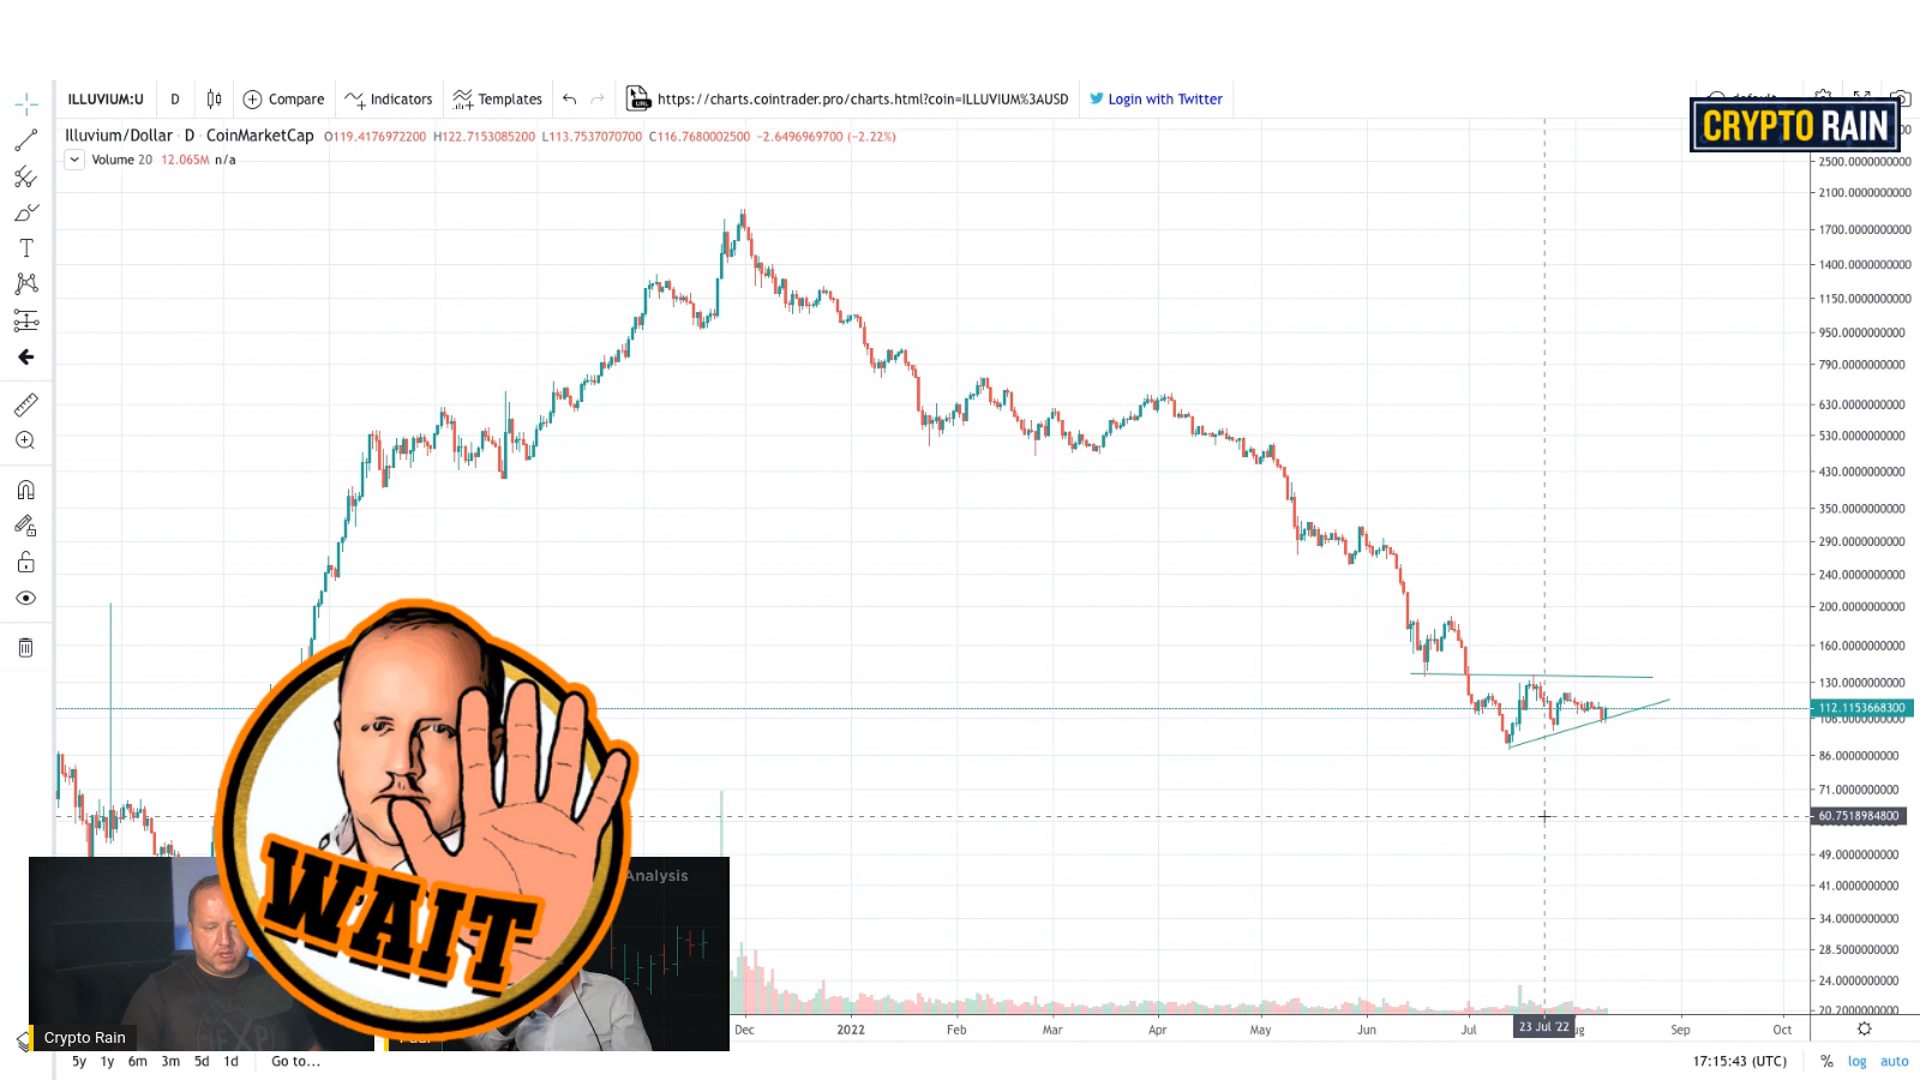 ILLUVIUM:U D Compare Indicators Templates https://charts.cointrader.pro/charts.html?coin=ILLUVIUM%3AUSD Login with Twitter
CRYPTO RAIN
Illuvium/Dollar · D · CoinMarketCap O119.4176972200 H122.7153085200 L113.7537070700 C116.7680002500 −2.6496969700 (−2.22%)
Volume 20 12.065M n/a
2500.0000000000
2100.0000000000
1700.0000000000
1400.0000000000
1150.0000000000
950.0000000000
790.0000000000
630.0000000000
530.0000000000
430.0000000000
350.0000000000
290.0000000000
240.0000000000
200.0000000000
160.0000000000
130.0000000000
112.1153668300
86.0000000000
71.0000000000
60.7518984800
49.0000000000
41.0000000000
34.0000000000
28.5000000000
24.0000000000
20.7000000000
WAIT
Analysis
Crypto Rain
Dec 2022 Feb Mar Apr May Jun Jul 23 Jul '22 Sep Oct
5y 1y 6m 3m 5d 1d Go to... 17:15:43 (UTC) % log auto